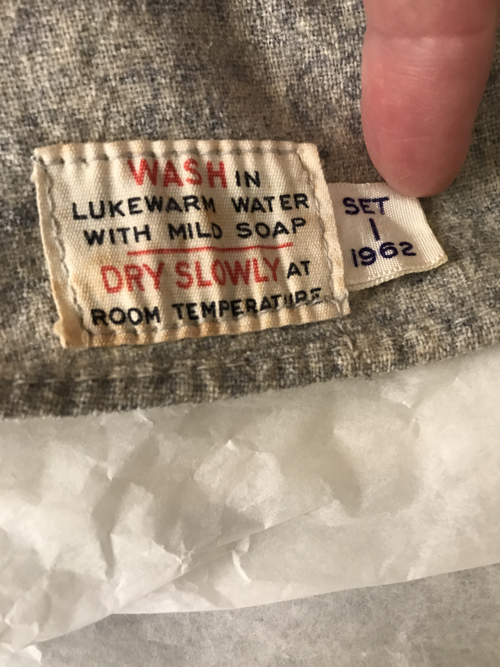 WASH IN
LUKEWARM WATER
WITH MILD SOAP
DRY SLOWLY AT
ROOM TEMPERATURE
SET
1
1962